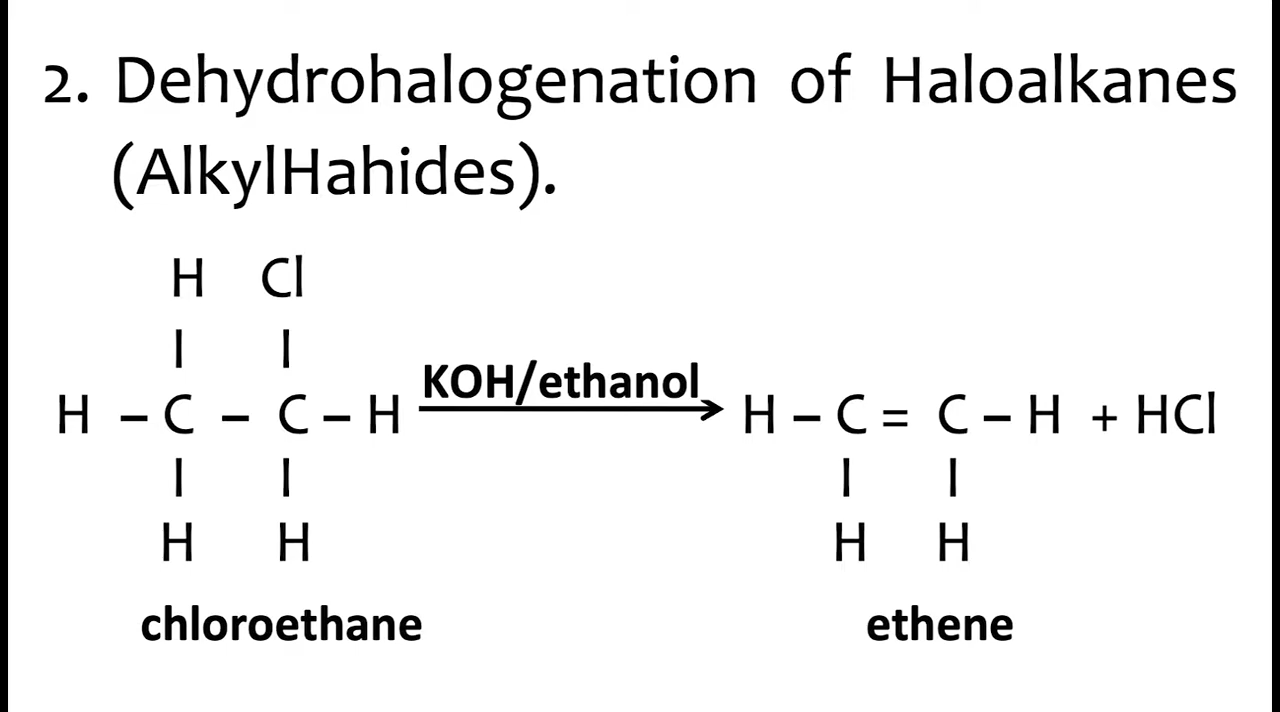 2. Dehydrohalogenation of Haloalkanes
(AlkylHahides).
H Cl
I I
KOH/ethanol
H – C – C – H H – C = C – H + HCl
I I I I
H H H H
chloroethane ethene